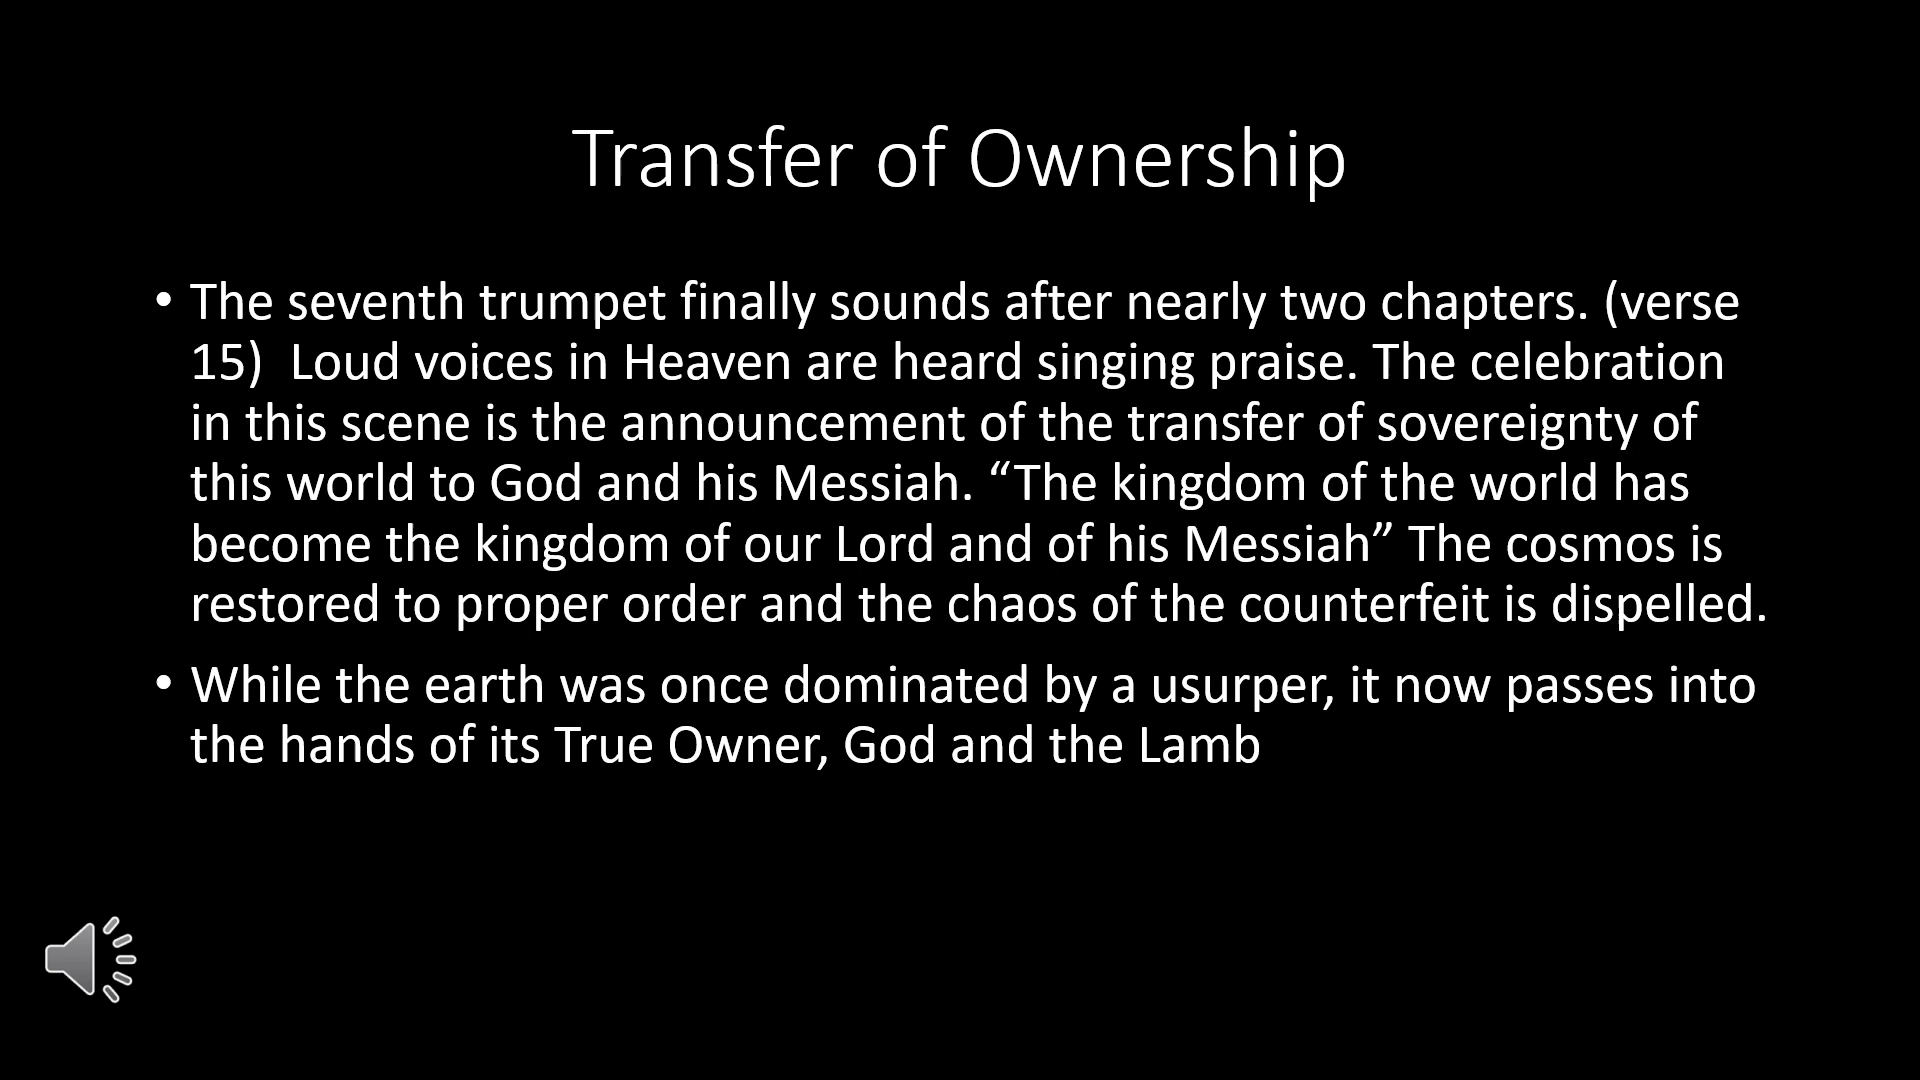 Transfer of Ownership
• The seventh trumpet finally sounds after nearly two chapters. (verse
15)  Loud voices in Heaven are heard singing praise. The celebration
in this scene is the announcement of the transfer of sovereignty of
this world to God and his Messiah. “The kingdom of the world has
become the kingdom of our Lord and of his Messiah” The cosmos is
restored to proper order and the chaos of the counterfeit is dispelled.
• While the earth was once dominated by a usurper, it now passes into
the hands of its True Owner, God and the Lamb